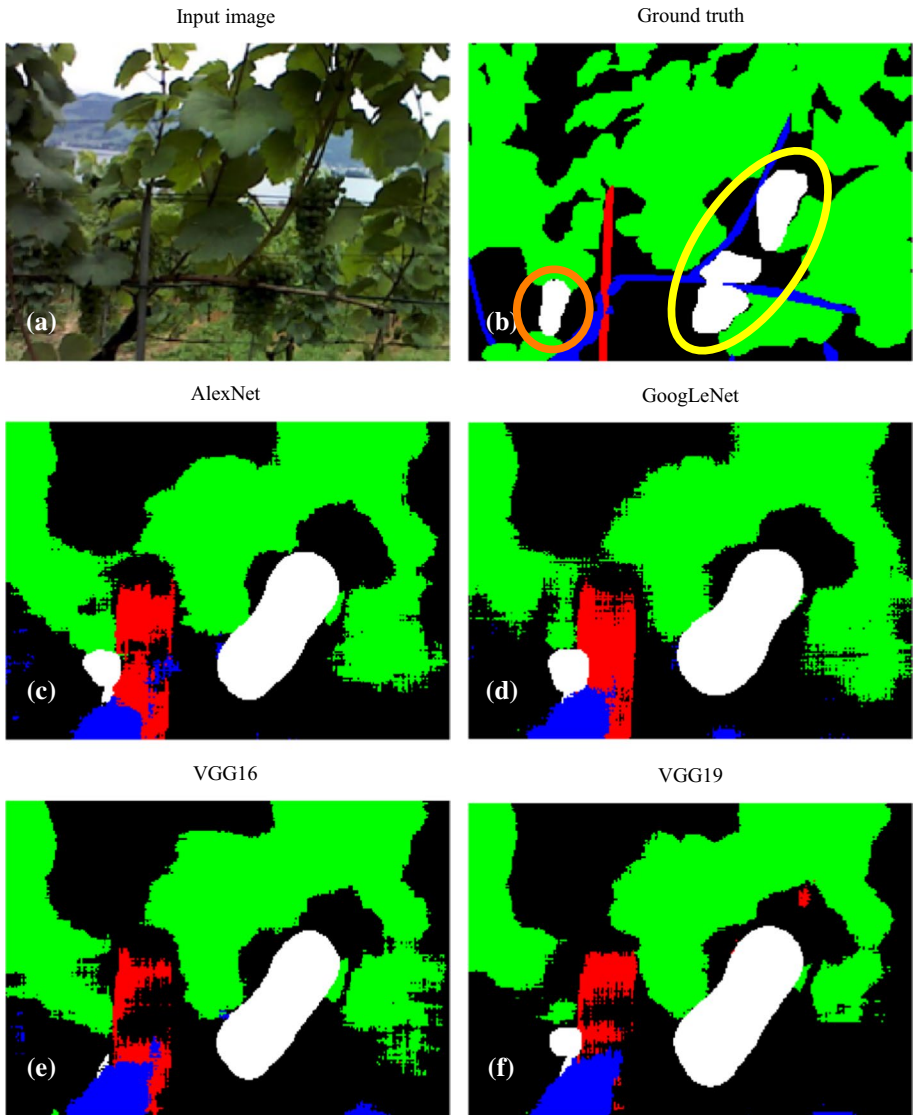 Input image
Ground truth
(a)
(b)
AlexNet
GoogLeNet
(c)
(d)
VGG16
VGG19
(e)
(f)